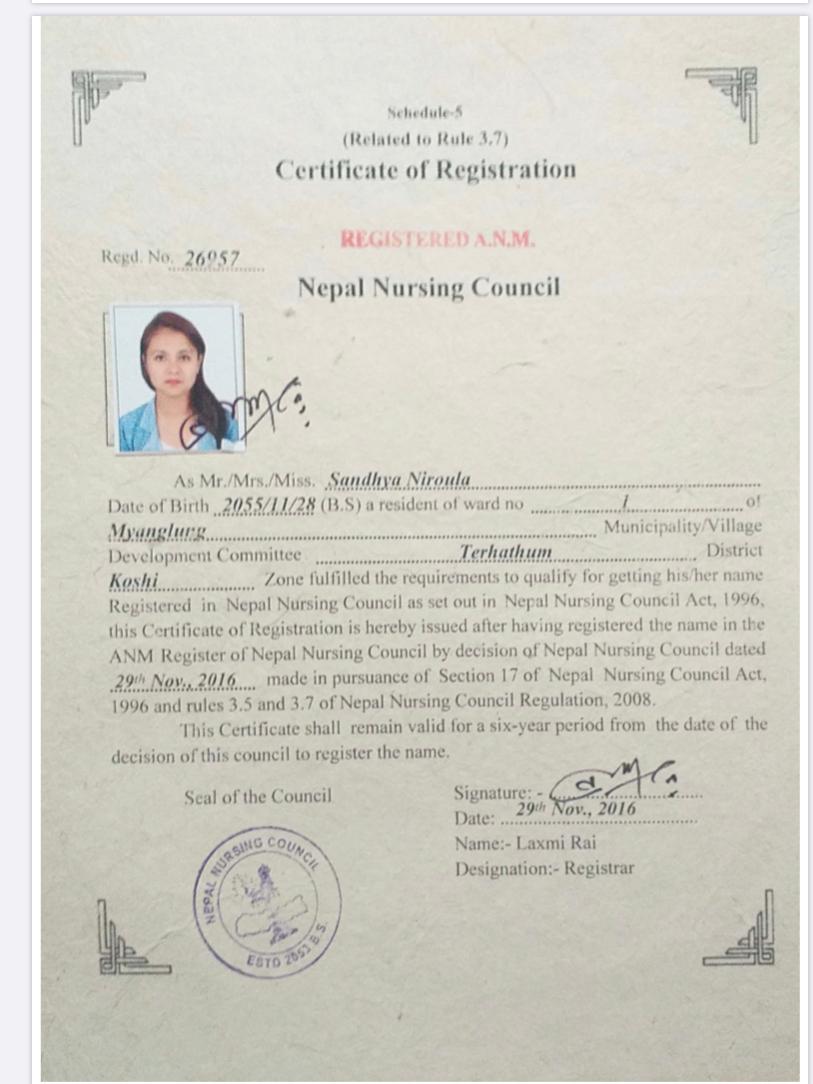 Schedule-5
(Related to Rule 3.7)
Certificate of Registration
REGISTERED A.N.M.
Regd. No. 26957
Nepal Nursing Council
As Mr./Mrs./Miss. Sandhya Niroula
Date of Birth 2055/11/28 (B.S) a resident of ward no 1 of
Myanglurg Municipality/Village
Development Committee Terhathum District
Koshi Zone fulfilled the requirements to qualify for getting his/her name
Registered in Nepal Nursing Council as set out in Nepal Nursing Council Act, 1996,
this Certificate of Registration is hereby issued after having registered the name in the
ANM Register of Nepal Nursing Council by decision of Nepal Nursing Council dated
29th Nov., 2016 made in pursuance of Section 17 of Nepal Nursing Council Act,
1996 and rules 3.5 and 3.7 of Nepal Nursing Council Regulation, 2008.
This Certificate shall remain valid for a six-year period from the date of the
decision of this council to register the name.
Seal of the Council
Signature: -
Date: 29th Nov., 2016
Name:- Laxmi Rai
Designation:- Registrar
NEPAL NURSING COUNCIL
ESTD 2053 B.S.